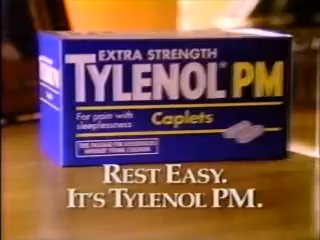 EXTRA STRENGTH
TYLENOL® PM
For pain with
sleeplessness
Caplets
REST EASY.
IT'S TYLENOL PM.